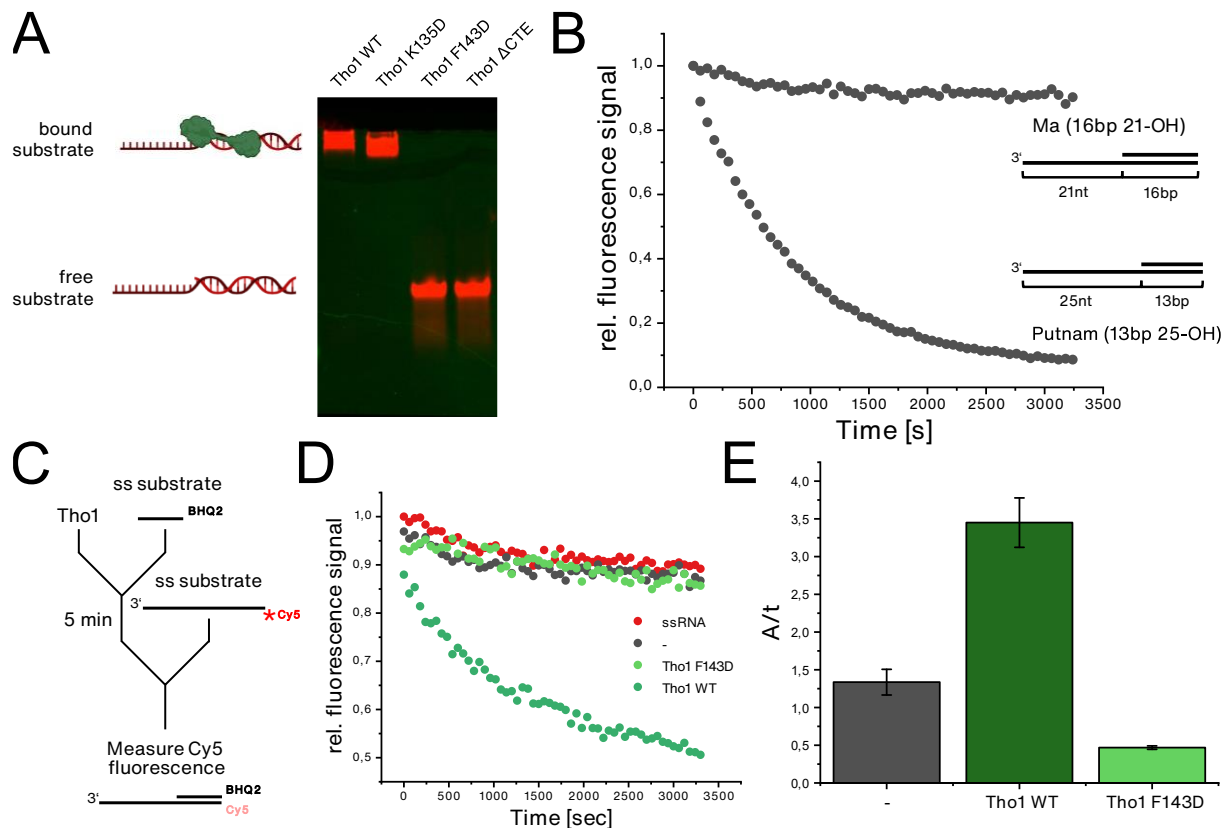 A
Tho1 WT
Tho1 K135D
Tho1 F143D
Tho1 ΔCTE
bound
substrate
free
substrate
B
rel. fluorescence signal
1,0
0,8
0,6
0,4
0,2
0,0
0
500
1000
1500
2000
2500
3000
3500
Time [s]
Ma (16bp 21-OH)
3‘
21nt
16bp
3‘
25nt
13bp
Putnam (13bp 25-OH)
C
ss substrate
Tho1
BHQ2
ss substrate
3‘
*Cy5
5 min
Measure Cy5
fluorescence
3‘
BHQ2
Cy5
D
rel. fluorescence signal
1,0
0,9
0,8
0,7
0,6
0,5
0
500
1000
1500
2000
2500
3000
3500
Time [sec]
ssRNA
-
Tho1 F143D
Tho1 WT
E
A/t
4,0
3,5
3,0
2,5
2,0
1,5
1,0
0,5
0,0
-
Tho1 WT
Tho1 F143D